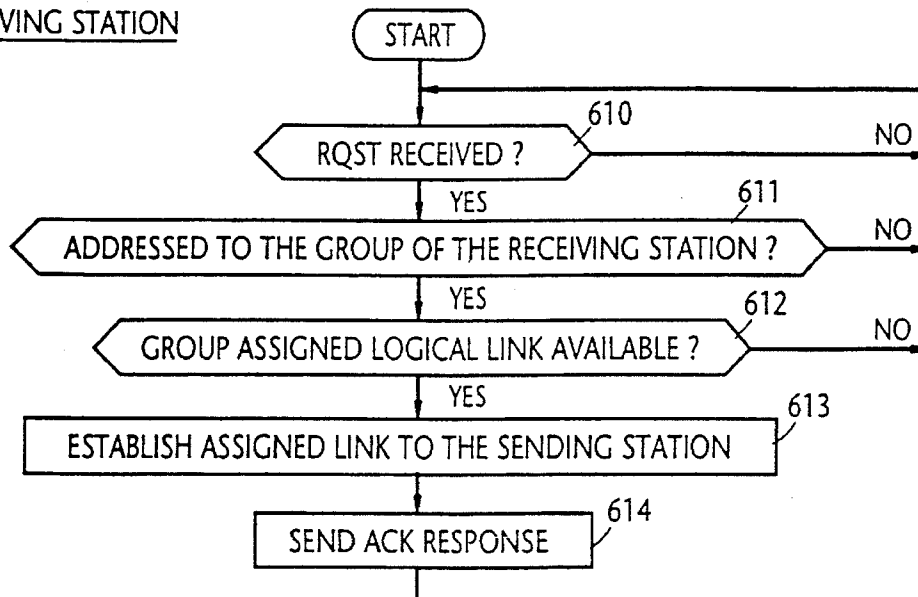 VING STATION
START
610
RQST RECEIVED ?
NO
YES
611
ADDRESSED TO THE GROUP OF THE RECEIVING STATION ?
NO
YES
612
GROUP ASSIGNED LOGICAL LINK AVAILABLE ?
NO
YES
613
ESTABLISH ASSIGNED LINK TO THE SENDING STATION
614
SEND ACK RESPONSE